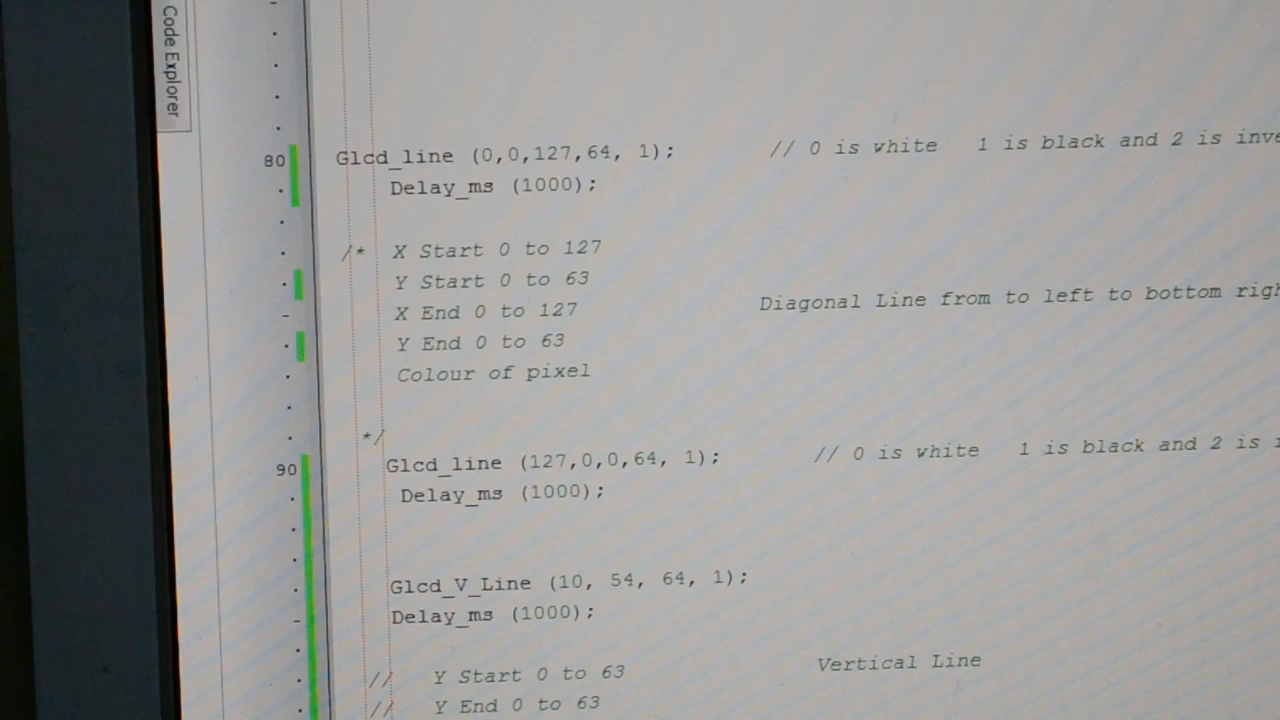 Code Explorer
80 Glcd_line (0,0,127,64, 1); // 0 is white 1 is black and 2 is inve
Delay_ms (1000);
/* X Start 0 to 127
Y Start 0 to 63
X End 0 to 127 Diagonal Line from to left to bottom righ
Y End 0 to 63
Colour of pixel
*/
90 Glcd_line (127,0,0,64, 1); // 0 is white 1 is black and 2 is i
Delay_ms (1000);
Glcd_V_Line (10, 54, 64, 1);
Delay_ms (1000);
// Y Start 0 to 63 Vertical Line
// Y End 0 to 63